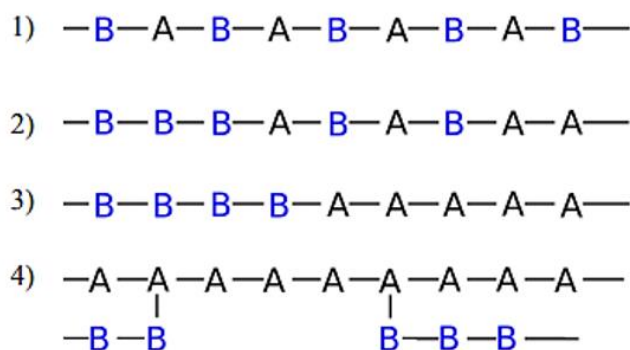 1) –B–A–B–A–B–A–B–A–B–
2) –B–B–B–A–B–A–B–A–A–
3) –B–B–B–B–A–A–A–A–A–
4) –A–A–A–A–A–A–A–A–A–
–B–B B–B–B–